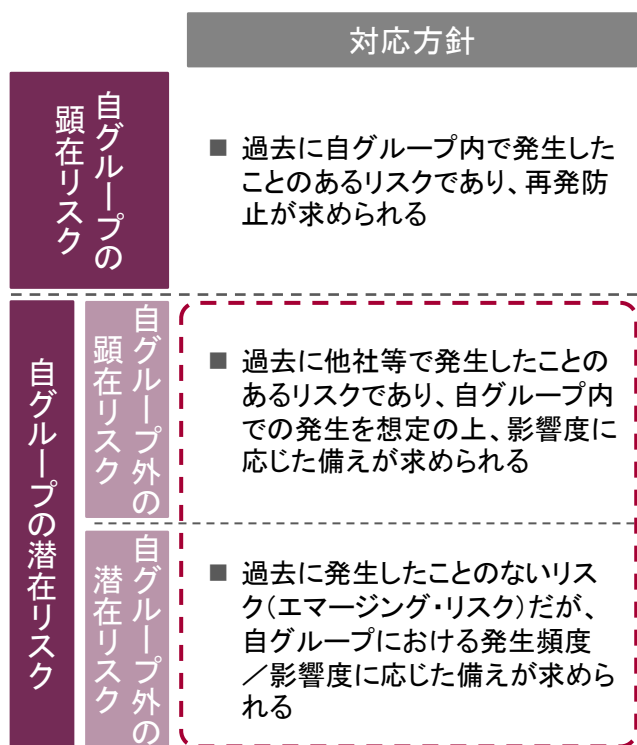 対応方針
自グループの
顕在リスク
■ 過去に自グループ内で発生した
ことのあるリスクであり、再発防
止が求められる
自グループの潜在リスク
自グループ外の
顕在リスク
■ 過去に他社等で発生したことの
あるリスクであり、自グループ内
での発生を想定の上、影響度に
応じた備えが求められる
自グループ外の
潜在リスク
■ 過去に発生したことのないリス
ク(エマージング・リスク)だが、
自グループにおける発生頻度
／影響度に応じた備えが求めら
れる